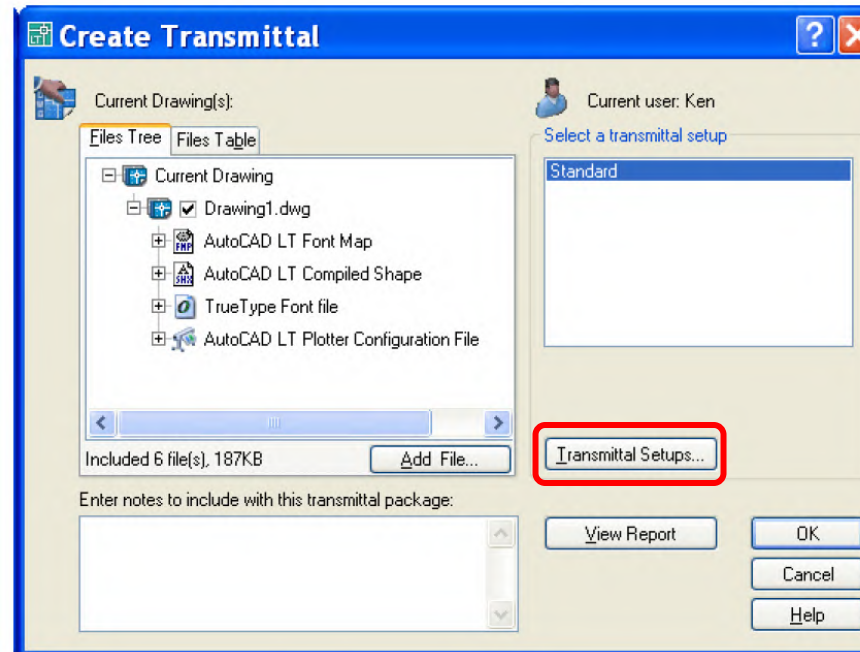 Create Transmittal
Current Drawing(s):
Files Tree
Files Table
Current Drawing
Drawing1.dwg
AutoCAD LT Font Map
AutoCAD LT Compiled Shape
TrueType Font file
AutoCAD LT Plotter Configuration File
Included 6 file(s), 187KB
Add File...
Enter notes to include with this transmittal package:
Current user: Ken
Select a transmittal setup
Standard
Transmittal Setups...
View Report
OK
Cancel
Help